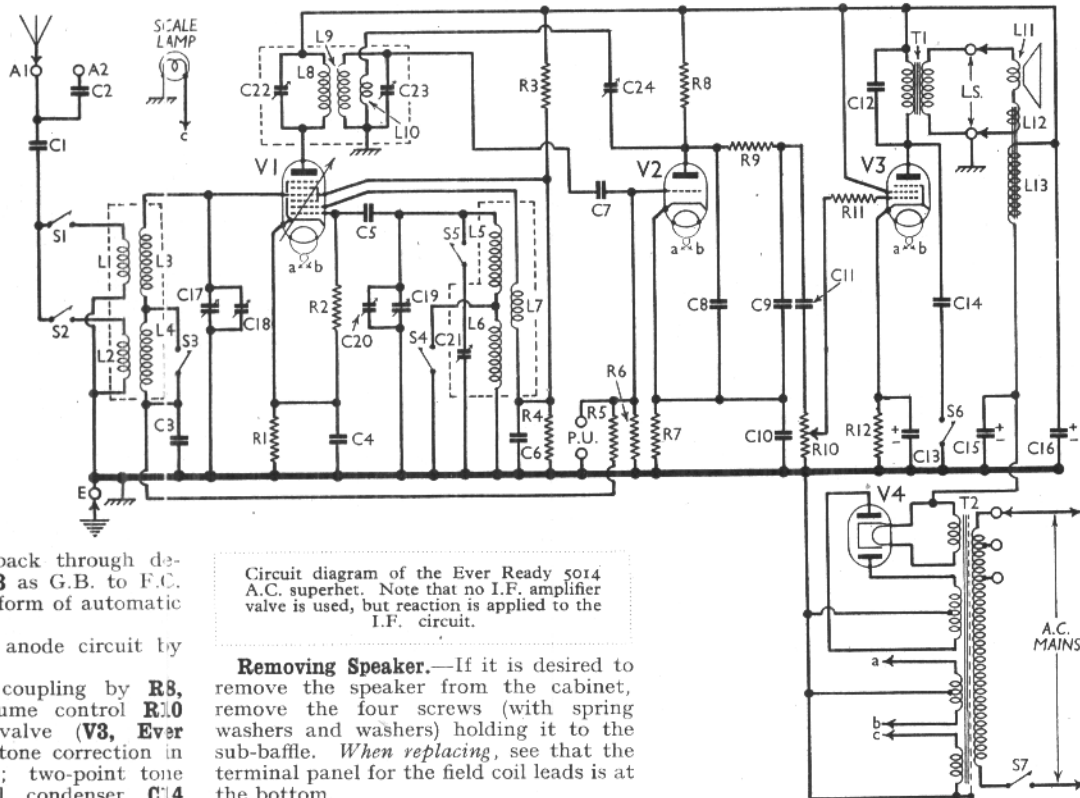 SCALE
LAMP
A1
A2
C2
C1
c
S1
S2
L1
L2
L3
L4
S3
C3
E
C17
C18
L9
L8
C22
C23
L10
V1
a
b
R1
R2
C4
C5
C20
C19
S4
S5
L5
L6
C21
L7
R3
R4
C6
P.U.
R5
R6
C24
C7
V2
a
b
R7
R8
R9
C8
C9
C10
C11
R10
R11
V3
a
b
R12
C13
+
-
C12
T1
L.S.
L11
L12
L13
C14
S6
C15
+
-
C16
+
-
V4
T2
A.C.
MAINS
a
b
c
S7
back through de-
as G.B. to F.C.
form of automatic
anode circuit by
coupling by R8,
ume control R10
valve (V3, Ever
tone correction in
; two-point tone
condenser C14
Circuit diagram of the Ever Ready 5014
A.C. superhet. Note that no I.F. amplifier
valve is used, but reaction is applied to the
I.F. circuit.
Removing Speaker.—If it is desired to
remove the speaker from the cabinet,
remove the four screws (with spring
washers and washers) holding it to the
sub-baffle. When replacing, see that the
terminal panel for the field coil leads is at
the bottom.